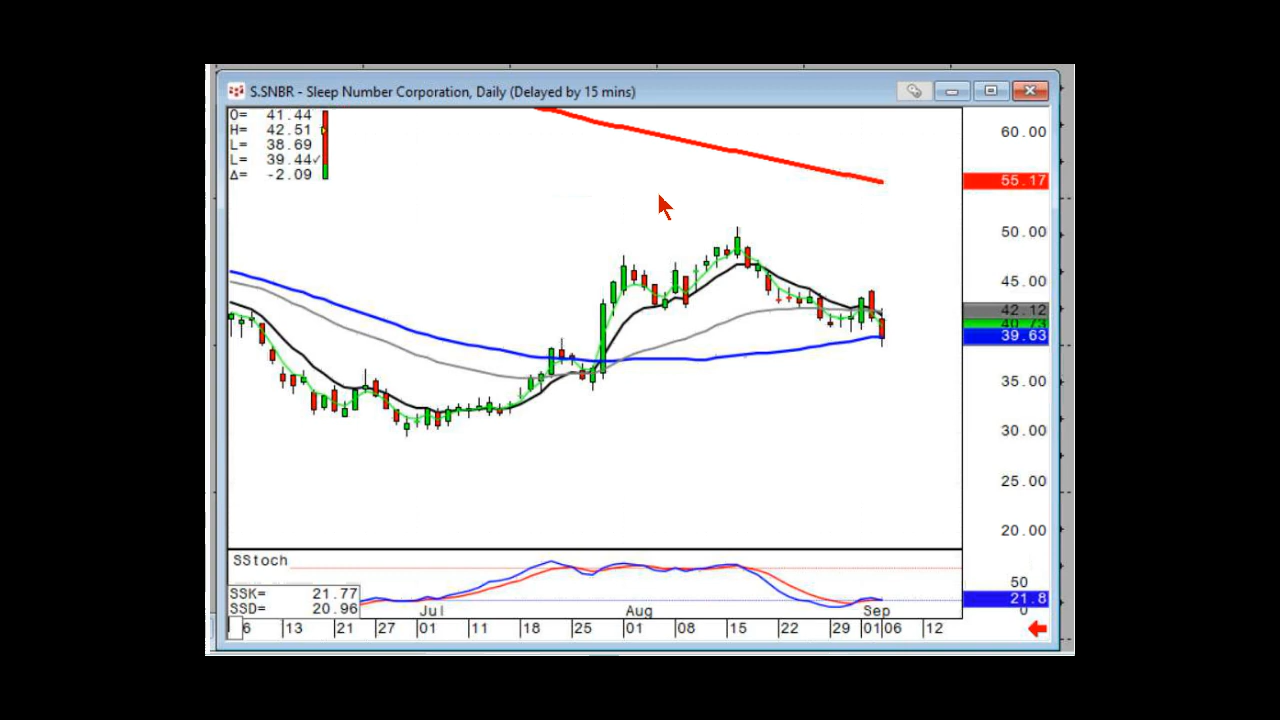 S.SNBR - Sleep Number Corporation, Daily (Delayed by 15 mins)
O= 41.44
H= 42.51
L= 38.69
L= 39.44✓
Δ= -2.09
60.00
55.17
50.00
45.00
42.12
39.63
35.00
30.00
25.00
20.00
SStoch
SSK= 21.77
SSD= 20.96
50
21.8
Jul Aug Sep
6 13 21 27 01 11 18 25 01 08 15 22 29 01 06 12